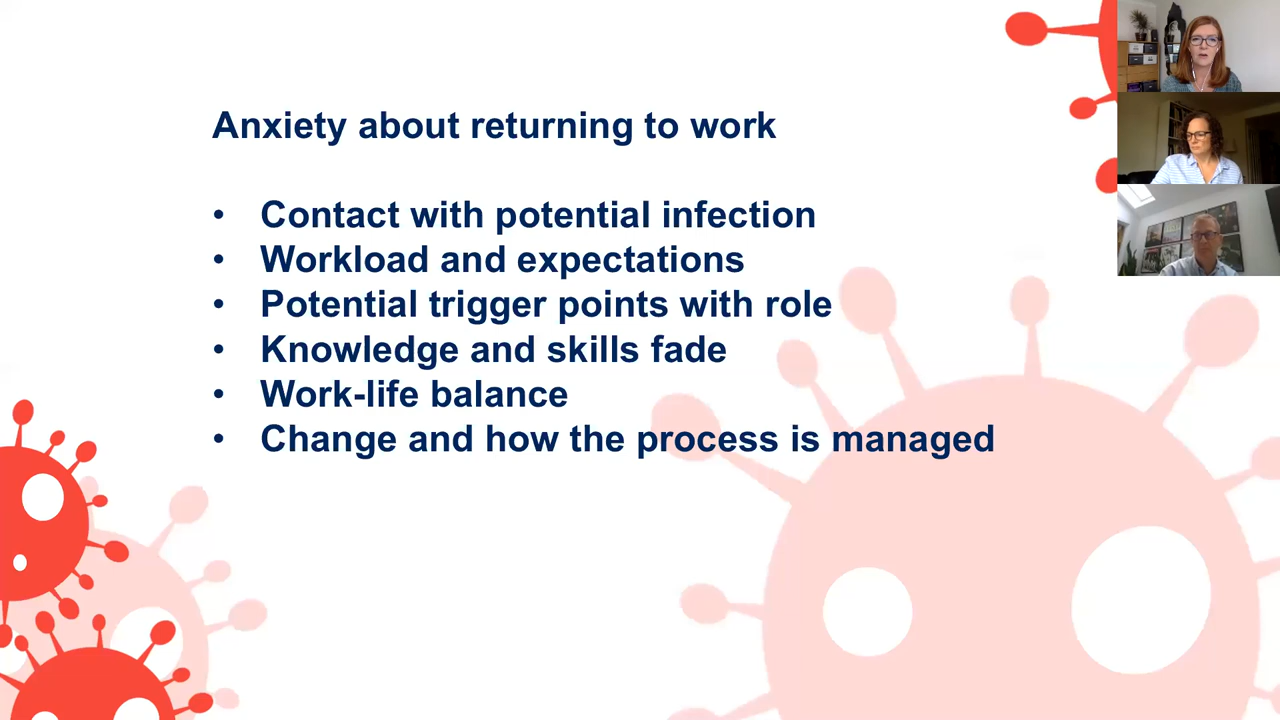 Anxiety about returning to work
• Contact with potential infection
• Workload and expectations
• Potential trigger points with role
• Knowledge and skills fade
• Work-life balance
• Change and how the process is managed